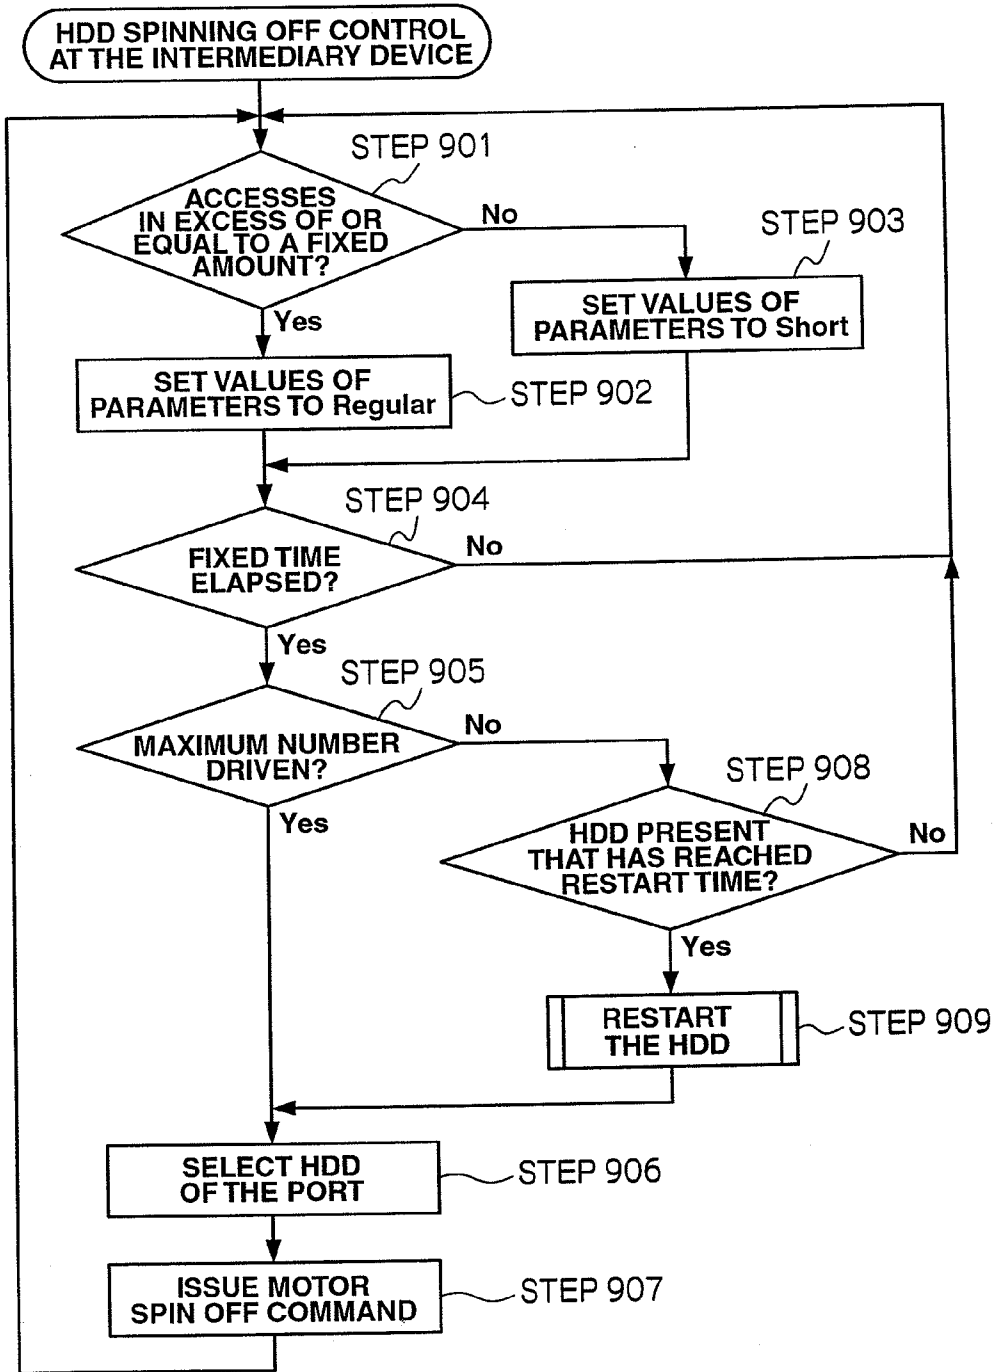 HDD SPINNING OFF CONTROL
AT THE INTERMEDIARY DEVICE
STEP 901
ACCESSES
IN EXCESS OF OR
EQUAL TO A FIXED
AMOUNT?
No
Yes
STEP 903
SET VALUES OF
PARAMETERS TO Short
SET VALUES OF
PARAMETERS TO Regular
STEP 902
STEP 904
FIXED TIME
ELAPSED?
No
Yes
STEP 905
MAXIMUM NUMBER
DRIVEN?
No
Yes
STEP 908
HDD PRESENT
THAT HAS REACHED
RESTART TIME?
No
Yes
RESTART
THE HDD
STEP 909
SELECT HDD
OF THE PORT
STEP 906
ISSUE MOTOR
SPIN OFF COMMAND
STEP 907